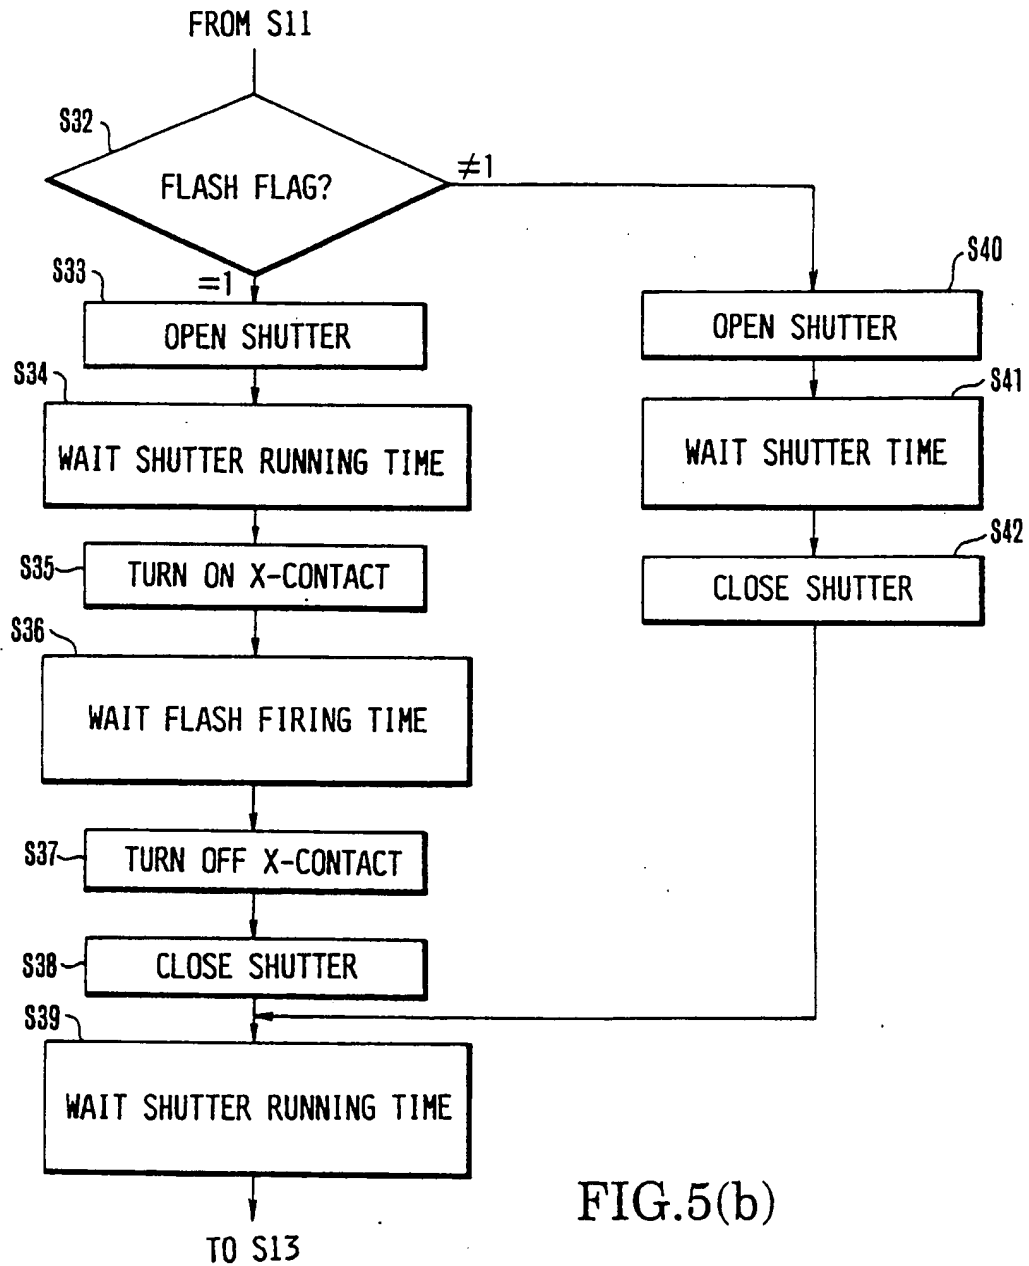 FROM S11
S32
FLASH FLAG?
≠1
=1
S33
OPEN SHUTTER
S34
WAIT SHUTTER RUNNING TIME
S35
TURN ON X-CONTACT
S36
WAIT FLASH FIRING TIME
S37
TURN OFF X-CONTACT
S38
CLOSE SHUTTER
S39
WAIT SHUTTER RUNNING TIME
TO S13
S40
OPEN SHUTTER
S41
WAIT SHUTTER TIME
S42
CLOSE SHUTTER
FIG.5(b)